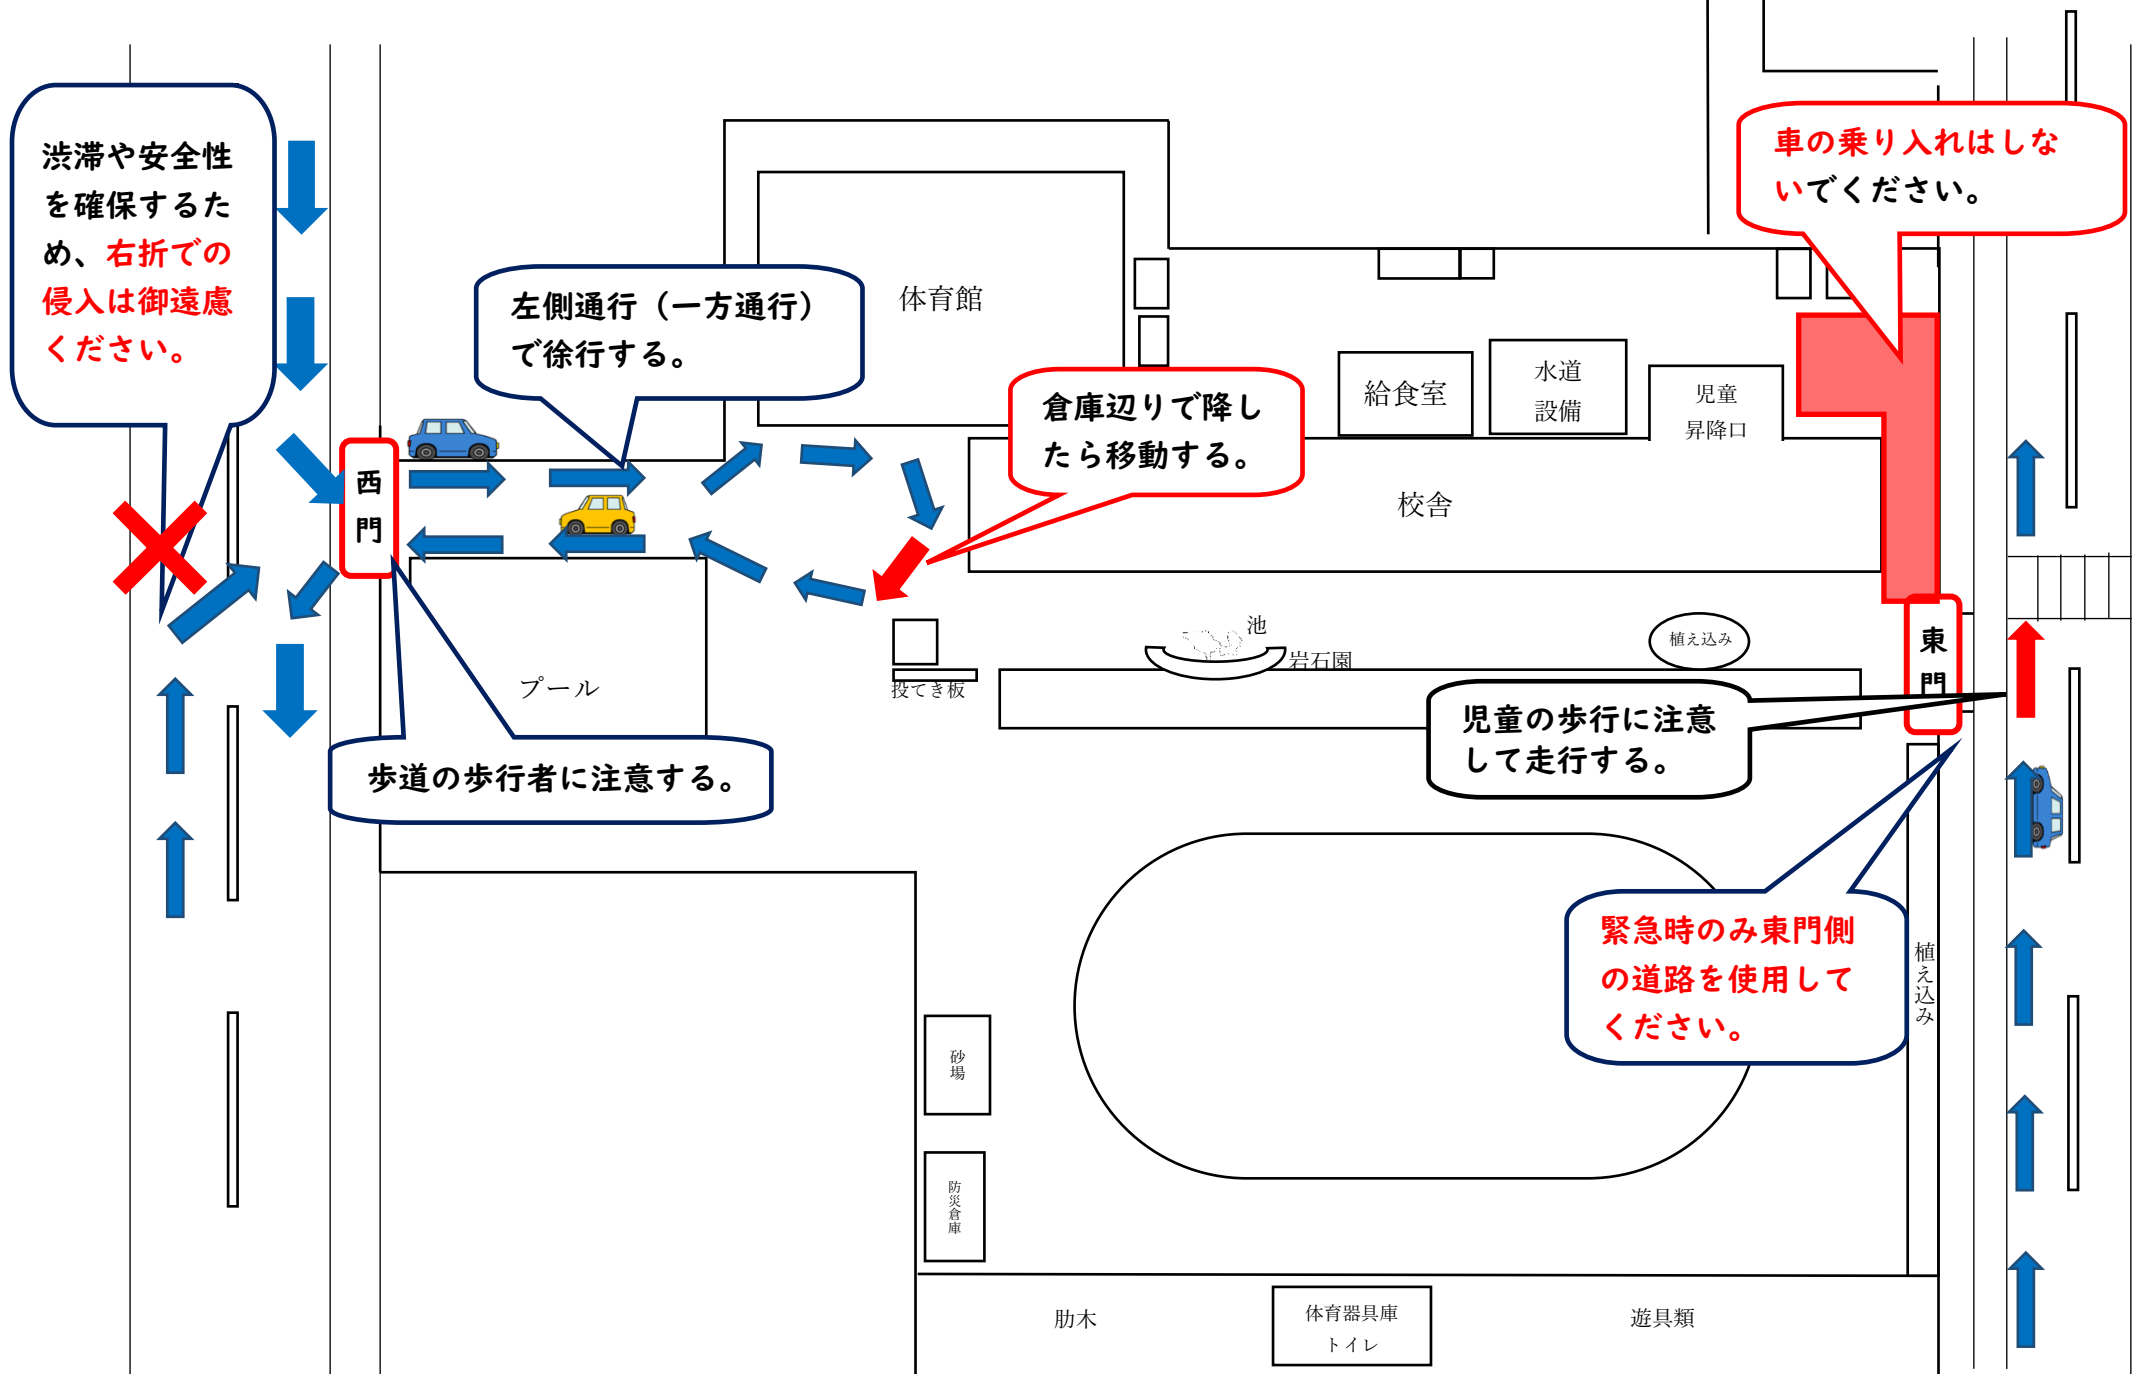 渋滞や安全性
を確保するた
め、右折での
侵入は御遠慮
ください。
車の乗り入れはしな
いでください。
左側通行（一方通行）
で徐行する。
体育館
倉庫辺りで降し
たら移動する。
給食室
水道
設備
児童
昇降口
西門
校舎
池
岩石園
植え込み
東門
プール
投てき板
児童の歩行に注意
して走行する。
歩道の歩行者に注意する。
緊急時のみ東門側
の道路を使用して
ください。
植え込み
砂場
防災倉庫
肋木
体育器具庫
トイレ
遊具類